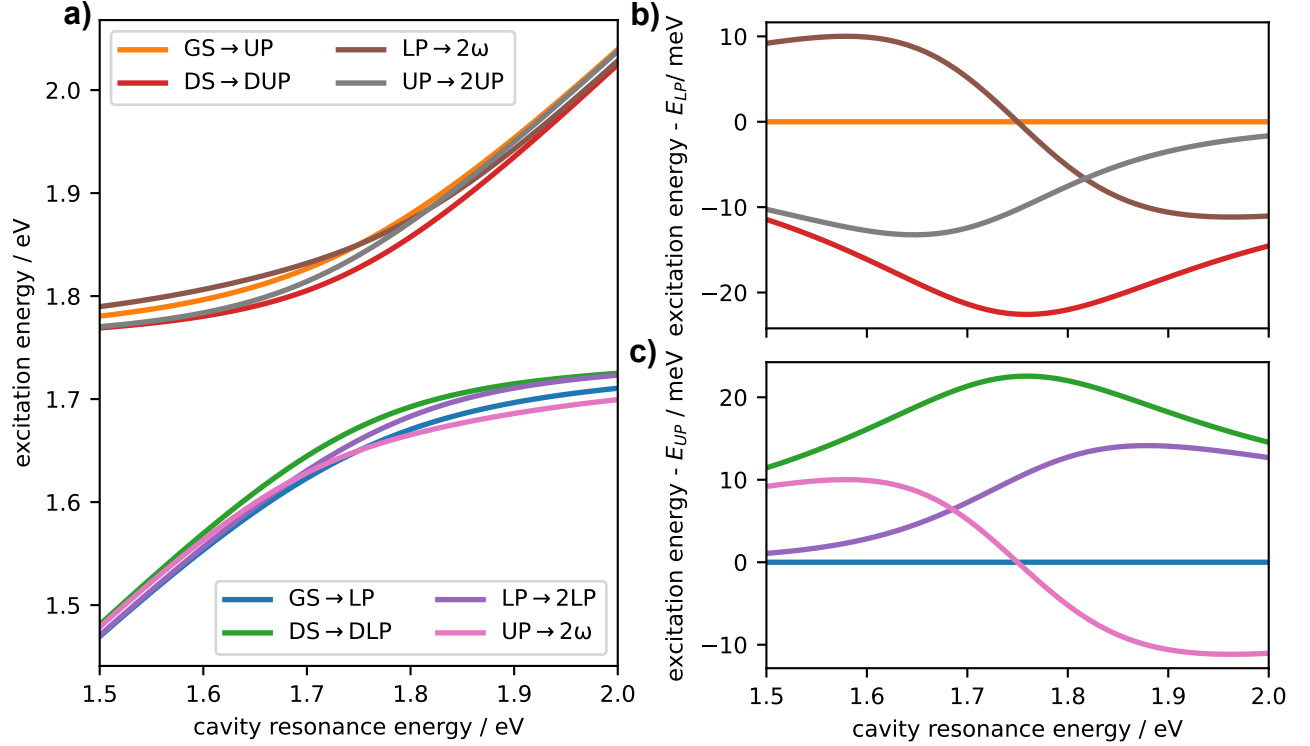 a)
GS → UP
LP → 2ω
DS → DUP
UP → 2UP
2.0
1.9
1.8
1.7
1.6
1.5
excitation energy / eV
GS → LP
LP → 2LP
DS → DLP
UP → 2ω
1.5 1.6 1.7 1.8 1.9 2.0
cavity resonance energy / eV
b)
10
0
−10
−20
excitation energy - E_LP / meV
c)
20
10
0
−10
excitation energy - E_UP / meV
1.5 1.6 1.7 1.8 1.9 2.0
cavity resonance energy / eV